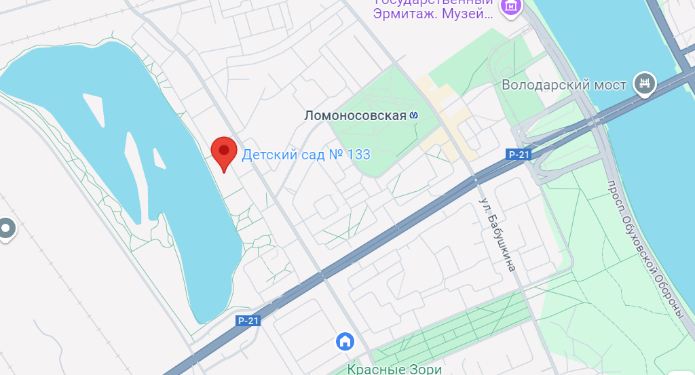 Государственный
Эрмитаж. Музей...
Володарский мост
Ломоносовская
Р-21
Детский сад № 133
ул. Бабушкина
просп. Обуховской Обороны
Р-21
Красные Зори